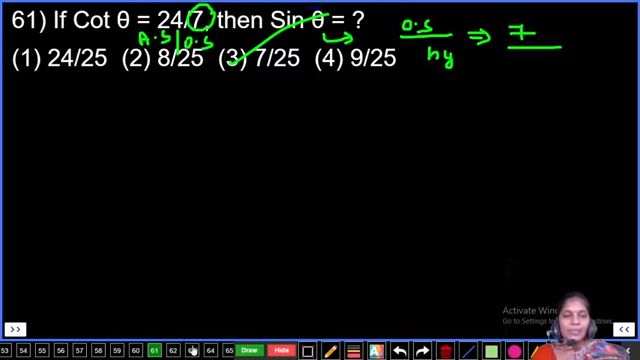 61) If Cot θ = 24/7, then Sin θ = ?
A.S | O.S
O.S / hy ⇒ 7
(1) 24/25 (2) 8/25 (3) 7/25 (4) 9/25
Activate Windows
Go to Settings to activate Windows.
>> <<
53 54 55 56 57 58 59 60 61 62 63 64 65 Draw Hide